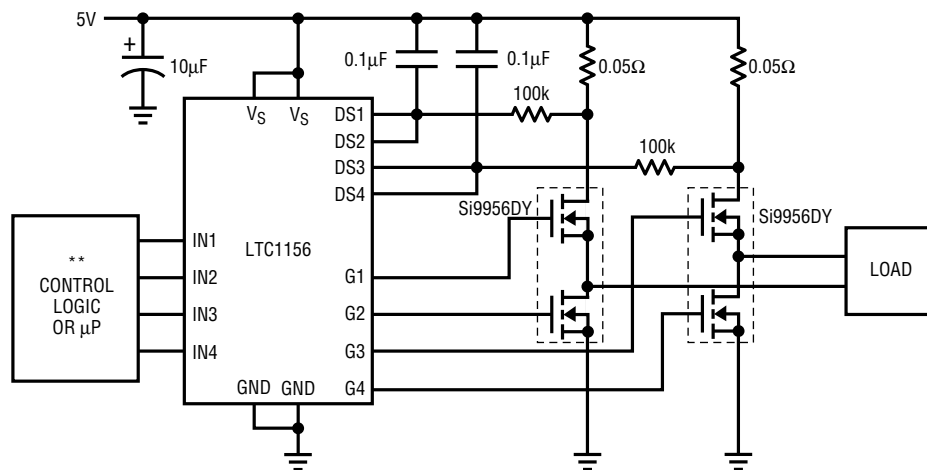 5V
+
10µF
0.1µF
0.1µF
0.05Ω
0.05Ω
100k
100k
VS
VS
DS1
DS2
DS3
DS4
Si9956DY
Si9956DY
**
CONTROL
LOGIC
OR µP
IN1
IN2
IN3
IN4
LTC1156
G1
G2
G3
G4
GND
GND
LOAD